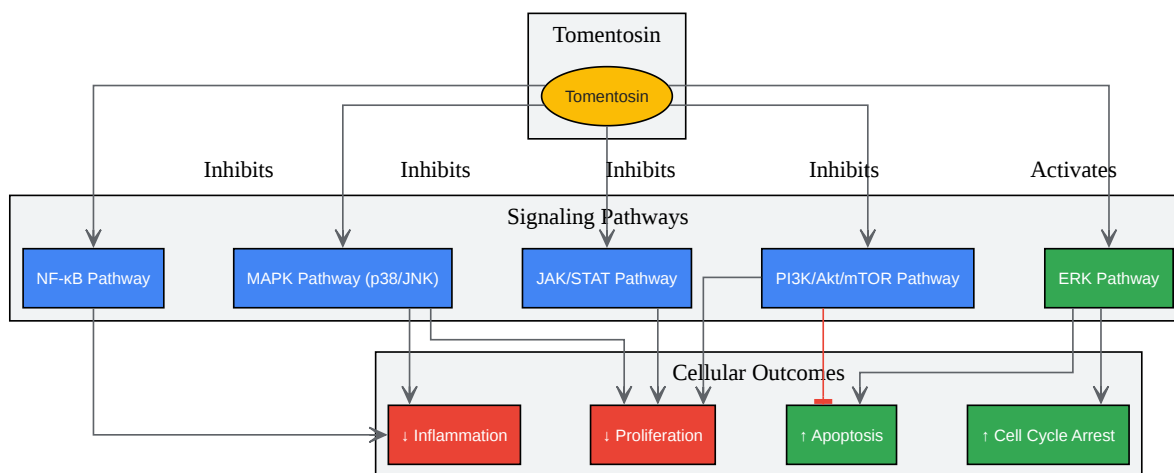 Tomentosin
Tomentosin
Inhibits
Inhibits
Inhibits
Inhibits
Activates
Signaling Pathways
NF-κB Pathway
MAPK Pathway (p38/JNK)
JAK/STAT Pathway
PI3K/Akt/mTOR Pathway
ERK Pathway
Cellular Outcomes
↓ Inflammation
↓ Proliferation
↑ Apoptosis
↑ Cell Cycle Arrest